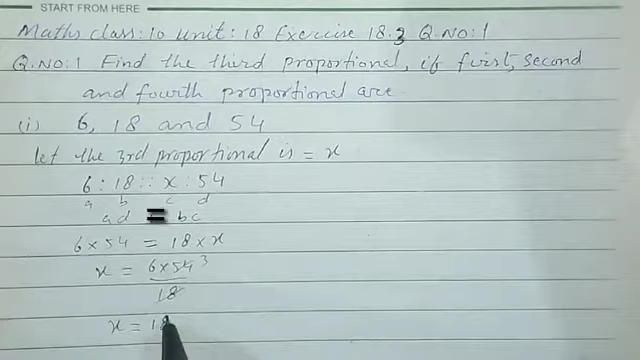 START FROM HERE
Maths class:10 unit:18 Exercise 18.3 Q.NO:1
Q.NO:1 Find the third proportional, if first, second
and fourth proportional are
(i) 6, 18 and 54
let the 3rd proportional is = x
6 : 18 :: x : 54
a b c d
ad = bc
6 x 54 = 18 x x
x = 6 x 54 3
18
x = 18